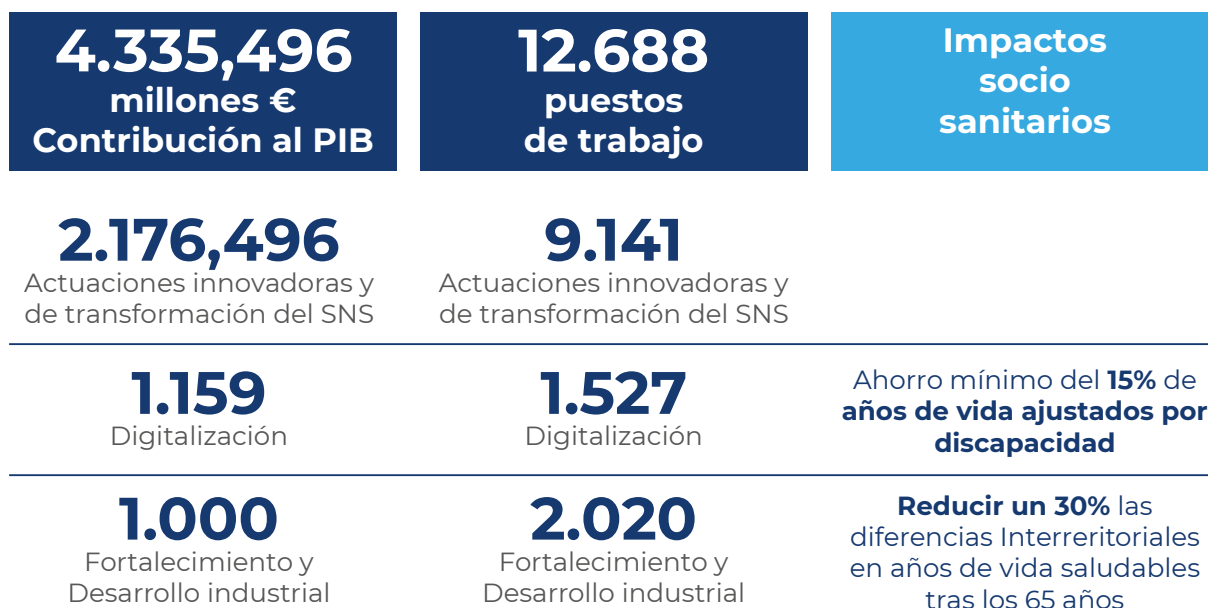 4.335,496
millones €
Contribución al PIB
12.688
puestos
de trabajo
Impactos
socio
sanitarios
2.176,496
Actuaciones innovadoras y
de transformación del SNS
9.141
Actuaciones innovadoras y
de transformación del SNS
1.159
Digitalización
1.527
Digitalización
Ahorro mínimo del 15% de
años de vida ajustados por
discapacidad
1.000
Fortalecimiento y
Desarrollo industrial
2.020
Fortalecimiento y
Desarrollo industrial
Reducir un 30% las
diferencias Interreritoriales
en años de vida saludables
tras los 65 años